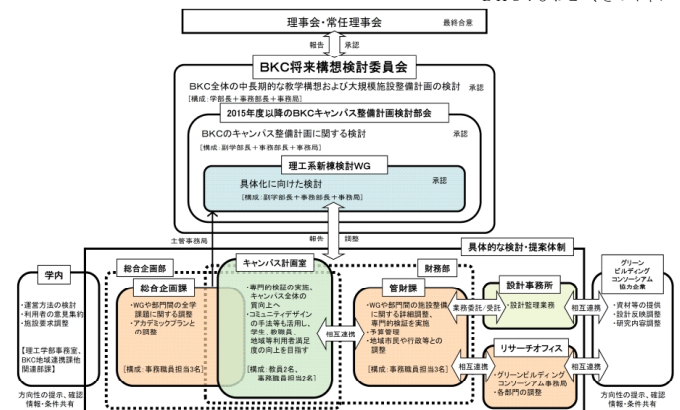 理事会・常任理事会
最終合意
報告
承認
BKC将来構想検討委員会
BKC全体の中長期的な教学構想および大規模施設整備計画の検討
承認
[構成:学部長+事務部長+事務局]
2015年度以降のBKCキャンパス整備計画検討部会
BKCのキャンパス整備計画に関する検討
承認
[構成:副学部長+事務部長+事務局]
理工系新棟検討WG
具体化に向けた検討
承認
[構成:副学部長+事務部長+事務局]
主管事務局
報告
調整
具体的な検討・提案体制
学内
・運営方法の検討
・利用者の意見集約
・施設要求調整
【理工学部事務室、
BKC地域連携課他
関連部課】
方向性の提示、確認
情報・条件共有
総合企画部
総合企画課
・WGや部門間の全学
課題に関する調整
・アカデミックプランと
の調整
[構成:事務職員担当3名]
キャンパス計画室
・専門的検証の実施、
キャンパス全体の
質向上へ
・コミュニティデザイン
の手法等も活用し、
学生、教職員、
地域等利用者満足
度の向上を目指す
[構成:教員2名、
事務職員担当2名]
相互連携
財務部
管財課
・WGや部門間の施設整備
に関する詳細調整、
専門的検証を実施
・予算管理
・地域市民や行政等との
調整
[構成:事務職員担当3名]
業務委託/受託
相互連携
設計事務所
・設計監理業務
リサーチオフィス
・グリーンビルディング
コンソーシアム事務局
・各部門の調整
相互連携
相互連携
グリーン
ビルディング
コンソーシアム
協力企業
・資材等の提供
・設計反映調整
・研究内容調整
方向性の提示、確認
情報・条件共有